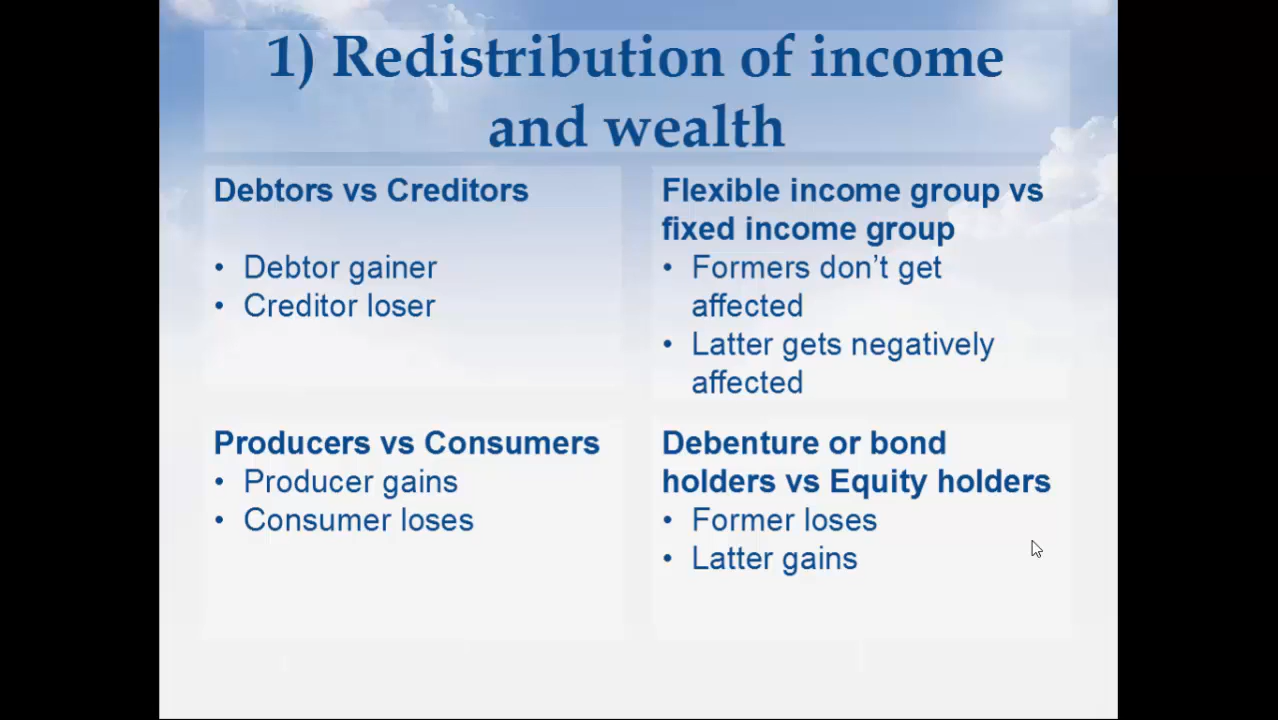 1) Redistribution of income
and wealth
Debtors vs Creditors
• Debtor gainer
• Creditor loser
Flexible income group vs
fixed income group
• Formers don’t get
affected
• Latter gets negatively
affected
Producers vs Consumers
• Producer gains
• Consumer loses
Debenture or bond
holders vs Equity holders
• Former loses
• Latter gains